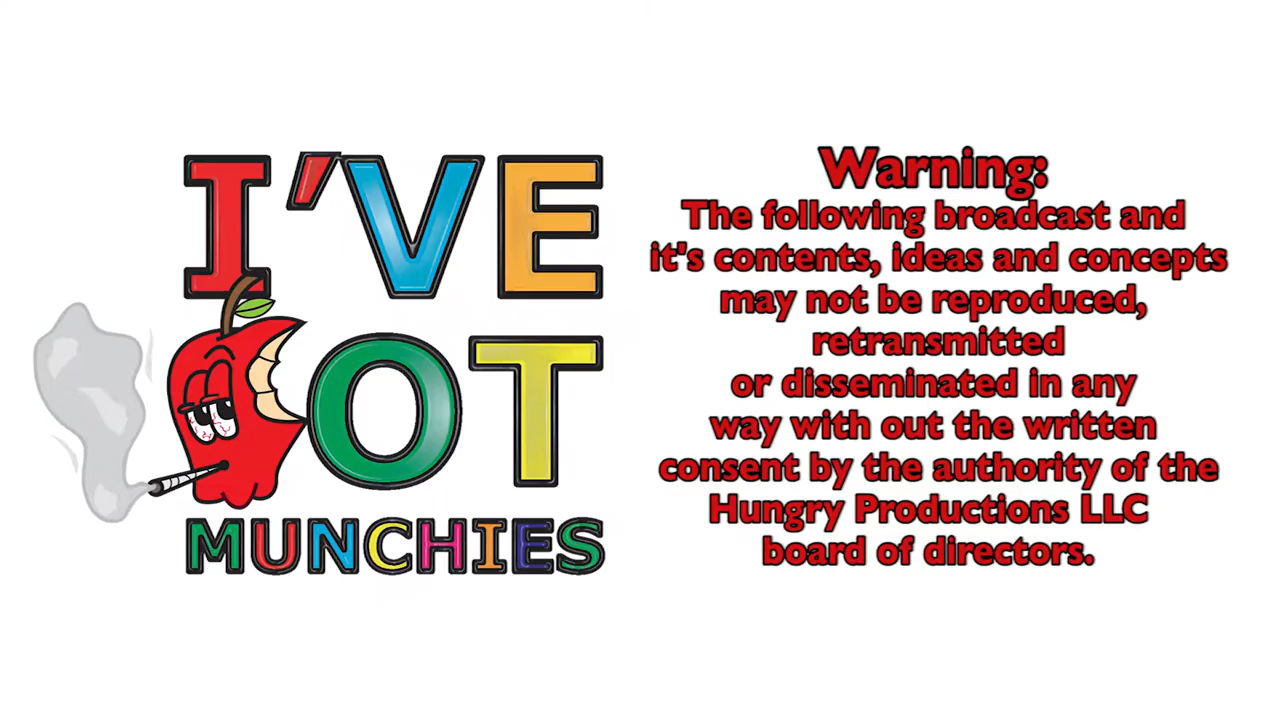 I'VE
OT
MUNCHIES
Warning:
The following broadcast and
it's contents, ideas and concepts
may not be reproduced,
retransmitted
or disseminated in any
way with out the written
consent by the authority of the
Hungry Productions LLC
board of directors.